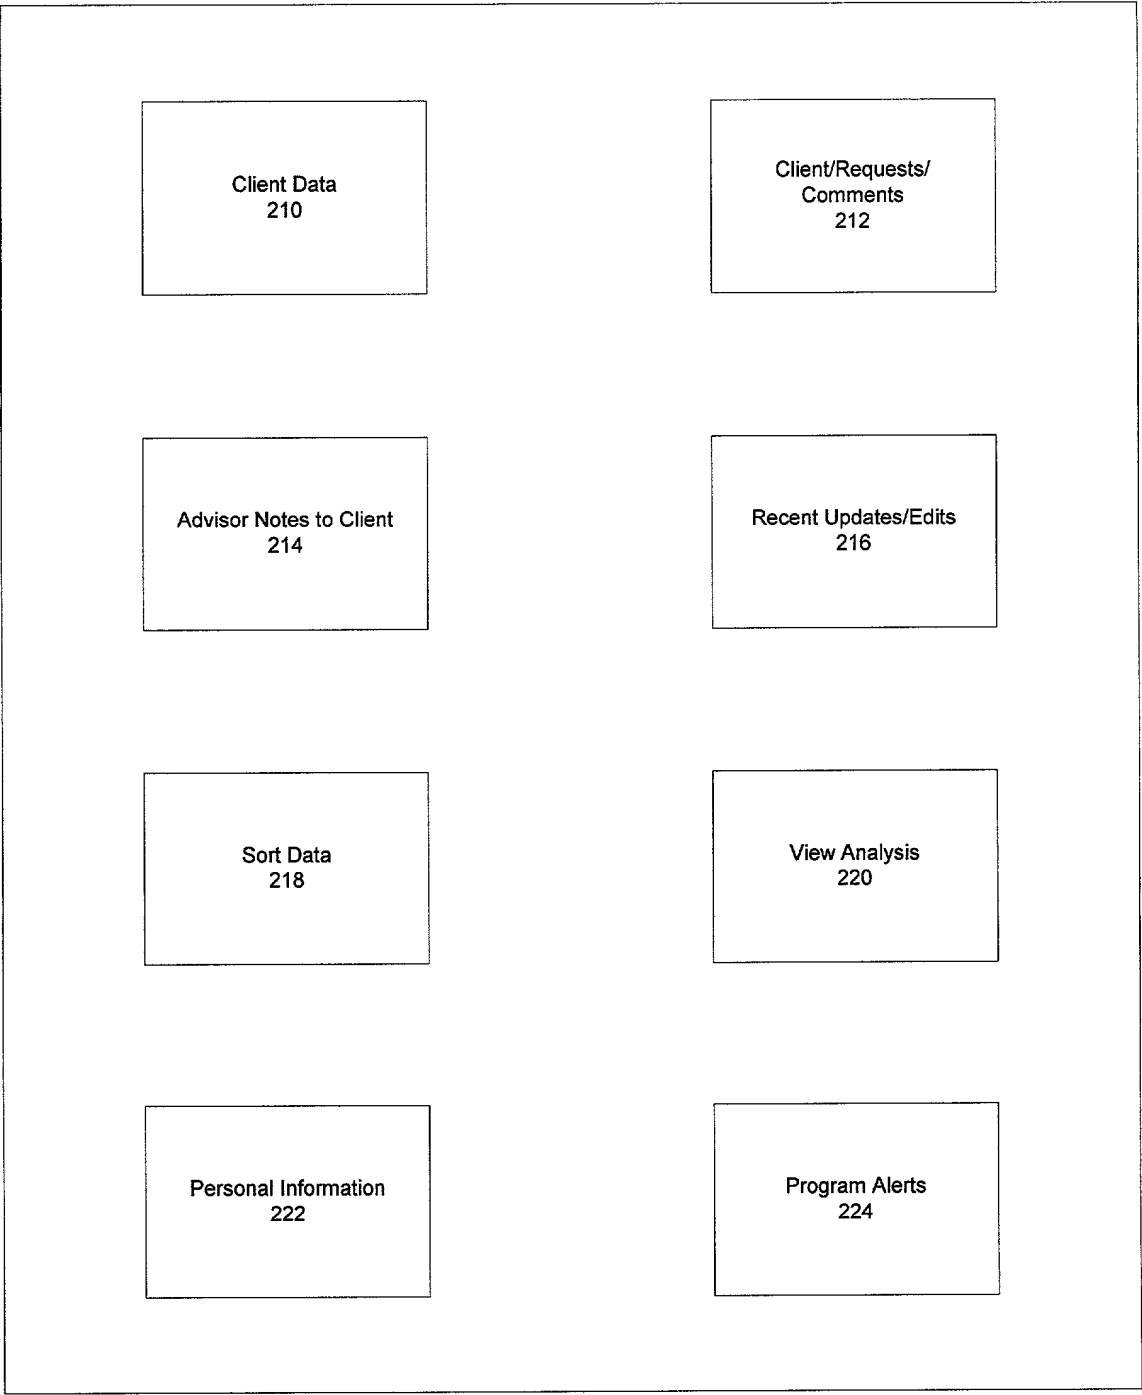 Client Data
210
Client/Requests/
Comments
212
Advisor Notes to Client
214
Recent Updates/Edits
216
Sort Data
218
View Analysis
220
Personal Information
222
Program Alerts
224